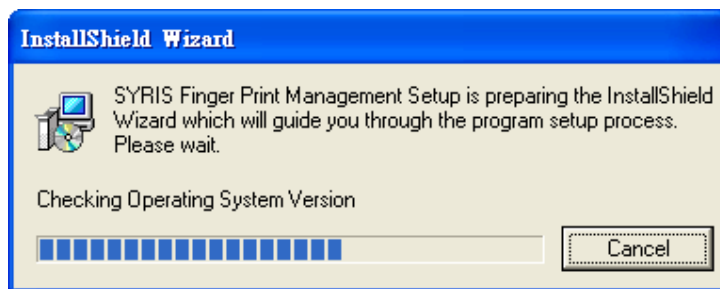 InstallShield Wizard
SYRIS Finger Print Management Setup is preparing the InstallShield
Wizard which will guide you through the program setup process.
Please wait.
Checking Operating System Version
Cancel